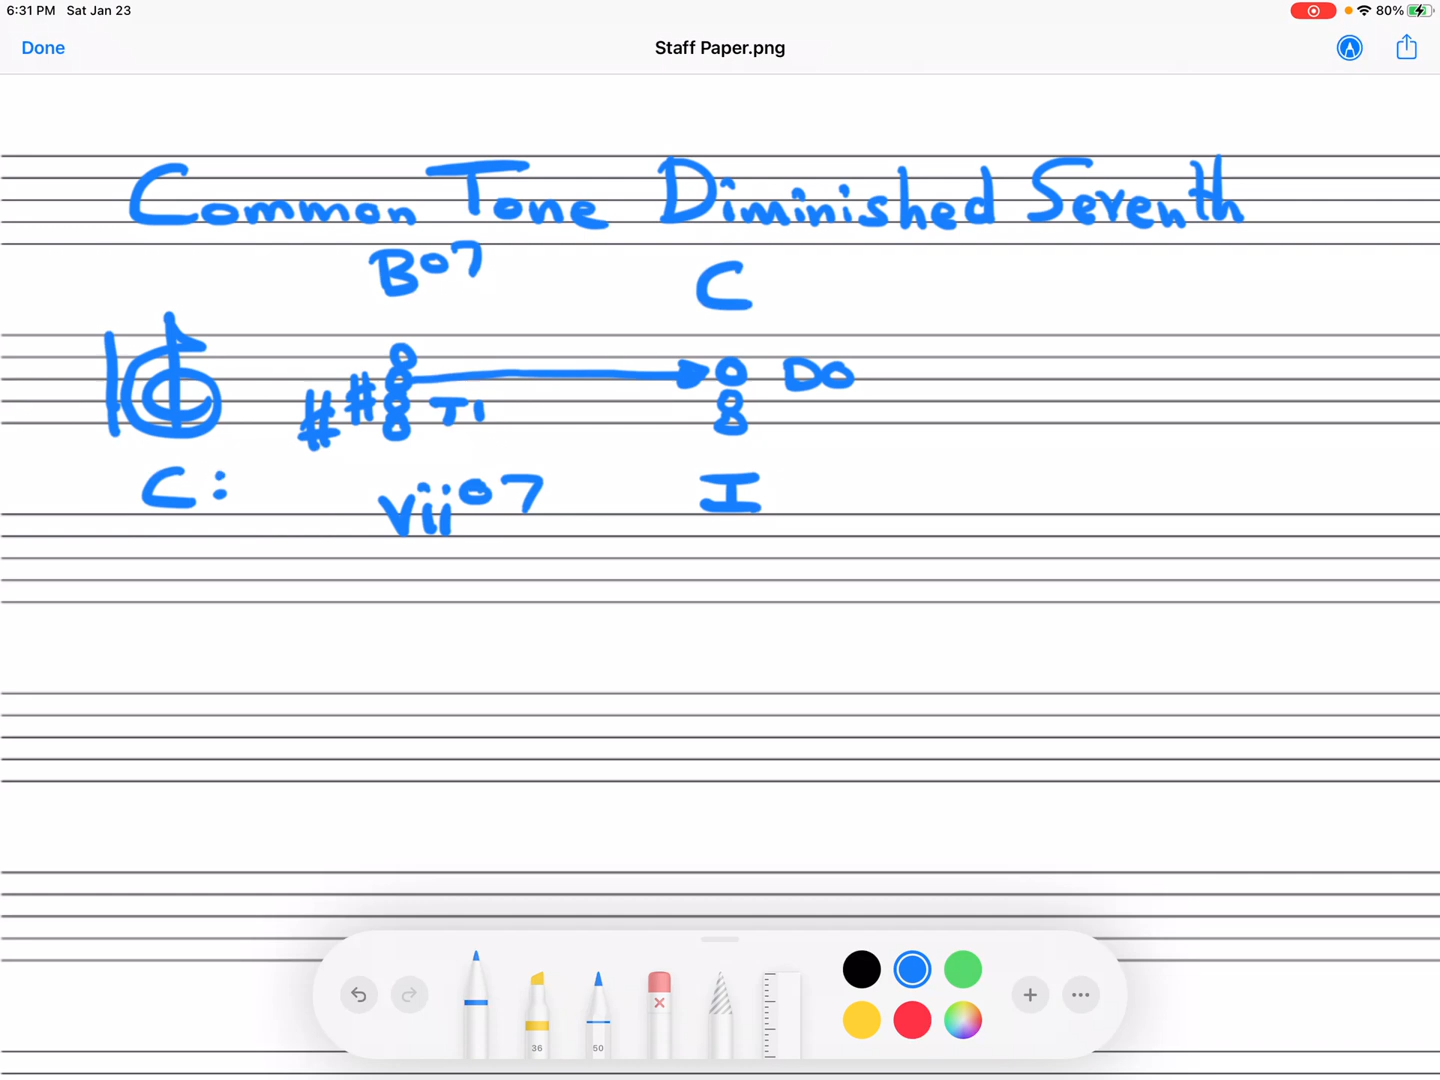 6:31 PM Sat Jan 23 80%
Done Staff Paper.png
Common Tone Diminished Seventh
B°7 C
## TI DO
C: vii°7 I
36 50